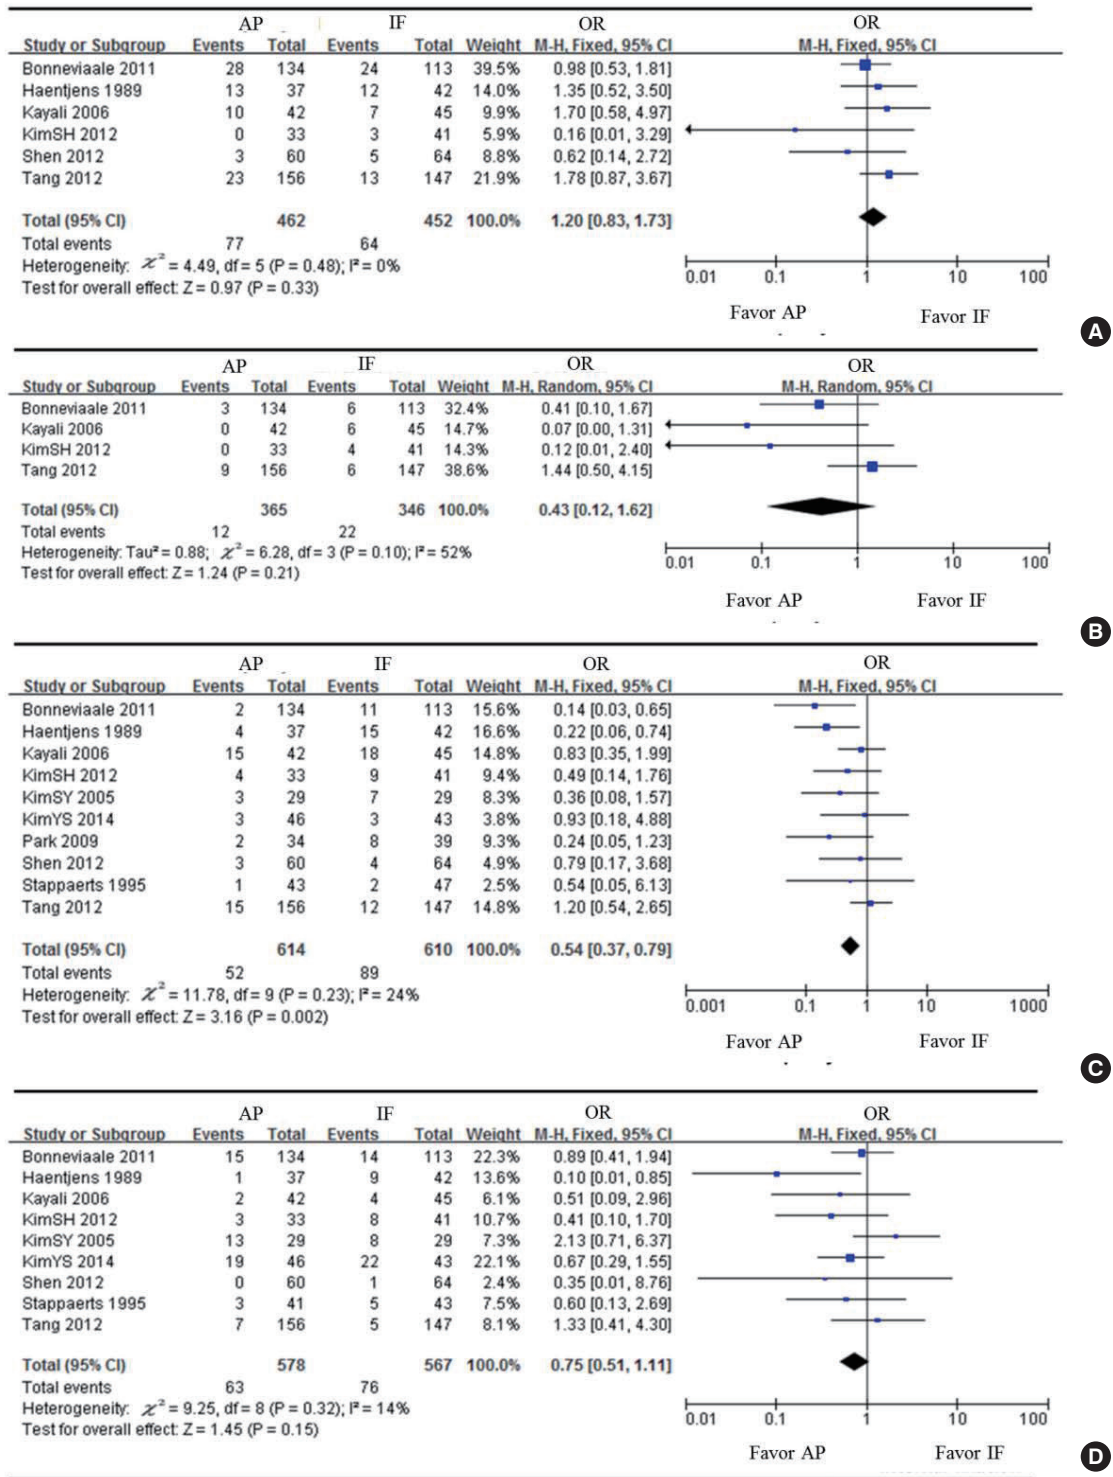 AP IF OR OR
Study or Subgroup Events Total Events Total Weight M-H, Fixed, 95% CI M-H, Fixed, 95% CI
Bonneviaale 2011 28 134 24 113 39.5% 0.98 [0.53, 1.81]
Haentjens 1989 13 37 12 42 14.0% 1.35 [0.52, 3.50]
Kayali 2006 10 42 7 45 9.9% 1.70 [0.58, 4.97]
KimSH 2012 0 33 3 41 5.9% 0.16 [0.01, 3.29]
Shen 2012 3 60 5 64 8.8% 0.62 [0.14, 2.72]
Tang 2012 23 156 13 147 21.9% 1.78 [0.87, 3.67]
Total (95% CI) 462 452 100.0% 1.20 [0.83, 1.73]
Total events 77 64
Heterogeneity: χ² = 4.49, df = 5 (P = 0.48); I² = 0%
Test for overall effect: Z = 0.97 (P = 0.33)
0.01 0.1 1 10 100
Favor AP Favor IF
A
AP IF OR OR
Study or Subgroup Events Total Events Total Weight M-H, Random, 95% CI M-H, Random, 95% CI
Bonneviaale 2011 3 134 6 113 32.4% 0.41 [0.10, 1.67]
Kayali 2006 0 42 6 45 14.7% 0.07 [0.00, 1.31]
KimSH 2012 0 33 4 41 14.3% 0.12 [0.01, 2.40]
Tang 2012 9 156 6 147 38.6% 1.44 [0.50, 4.15]
Total (95% CI) 365 346 100.0% 0.43 [0.12, 1.62]
Total events 12 22
Heterogeneity: Tau² = 0.88; χ² = 6.28, df = 3 (P = 0.10); I² = 52%
Test for overall effect: Z = 1.24 (P = 0.21)
0.01 0.1 1 10 100
Favor AP Favor IF
B
AP IF OR OR
Study or Subgroup Events Total Events Total Weight M-H, Fixed, 95% CI M-H, Fixed, 95% CI
Bonneviaale 2011 2 134 11 113 15.6% 0.14 [0.03, 0.65]
Haentjens 1989 4 37 15 42 16.6% 0.22 [0.06, 0.74]
Kayali 2006 15 42 18 45 14.8% 0.83 [0.35, 1.99]
KimSH 2012 4 33 9 41 9.4% 0.49 [0.14, 1.76]
KimSY 2005 3 29 7 29 8.3% 0.36 [0.08, 1.57]
KimYS 2014 3 46 3 43 3.8% 0.93 [0.18, 4.88]
Park 2009 2 34 8 39 9.3% 0.24 [0.05, 1.23]
Shen 2012 3 60 4 64 4.9% 0.79 [0.17, 3.68]
Stappaerts 1995 1 43 2 47 2.5% 0.54 [0.05, 6.13]
Tang 2012 15 156 12 147 14.8% 1.20 [0.54, 2.65]
Total (95% CI) 614 610 100.0% 0.54 [0.37, 0.79]
Total events 52 89
Heterogeneity: χ² = 11.78, df = 9 (P = 0.23); I² = 24%
Test for overall effect: Z = 3.16 (P = 0.002)
0.001 0.1 1 10 1000
Favor AP Favor IF
C
AP IF OR OR
Study or Subgroup Events Total Events Total Weight M-H, Fixed, 95% CI M-H, Fixed, 95% CI
Bonneviaale 2011 15 134 14 113 22.3% 0.89 [0.41, 1.94]
Haentjens 1989 1 37 9 42 13.6% 0.10 [0.01, 0.85]
Kayali 2006 2 42 4 45 6.1% 0.51 [0.09, 2.96]
KimSH 2012 3 33 8 41 10.7% 0.41 [0.10, 1.70]
KimSY 2005 13 29 8 29 7.3% 2.13 [0.71, 6.37]
KimYS 2014 19 46 22 43 22.1% 0.67 [0.29, 1.55]
Shen 2012 0 60 1 64 2.4% 0.35 [0.01, 8.76]
Stappaerts 1995 3 41 5 43 7.5% 0.60 [0.13, 2.69]
Tang 2012 7 156 5 147 8.1% 1.33 [0.41, 4.30]
Total (95% CI) 578 567 100.0% 0.75 [0.51, 1.11]
Total events 63 76
Heterogeneity: χ² = 9.25, df = 8 (P = 0.32); I² = 14%
Test for overall effect: Z = 1.45 (P = 0.15)
0.01 0.1 1 10 100
Favor AP Favor IF
D